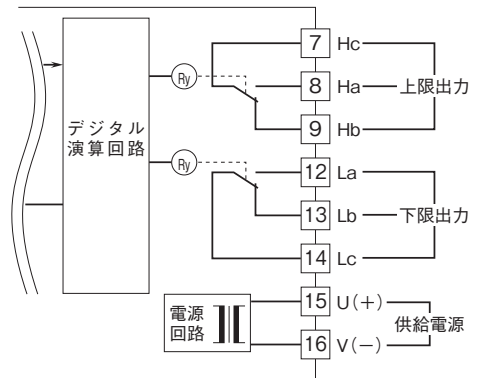 7 Hc
Ry
8 Ha 上限出力
9 Hb
デジタル
演算回路
Ry
12 La
13 Lb 下限出力
14 Lc
15 U(+)
電源
回路
供給電源
16 V(−)